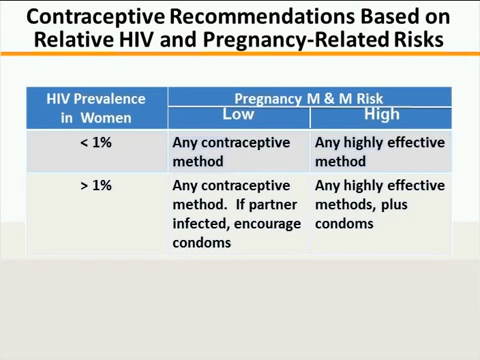 Contraceptive Recommendations Based on
Relative HIV and Pregnancy-Related Risks
HIV Prevalence
in Women
Pregnancy M & M Risk
Low
High
< 1%
Any contraceptive
method
Any highly effective
method
> 1%
Any contraceptive
method. If partner
infected, encourage
condoms
Any highly effective
methods, plus
condoms